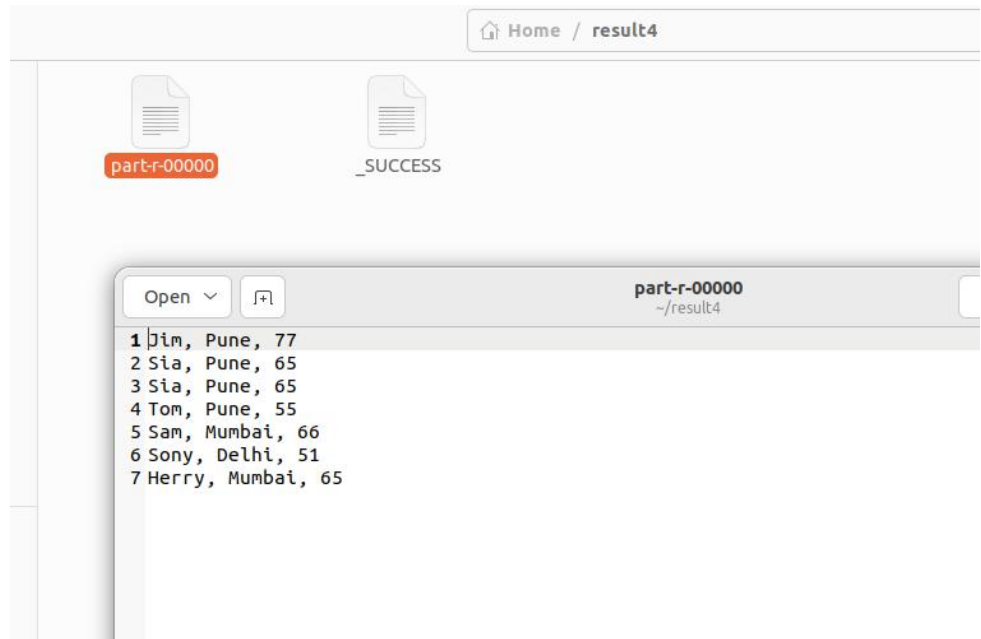 Home / result4
part-r-00000
_SUCCESS
Open
part-r-00000
~/result4
1 Jim, Pune, 77
2 Sia, Pune, 65
3 Sia, Pune, 65
4 Tom, Pune, 55
5 Sam, Mumbai, 66
6 Sony, Delhi, 51
7 Herry, Mumbai, 65